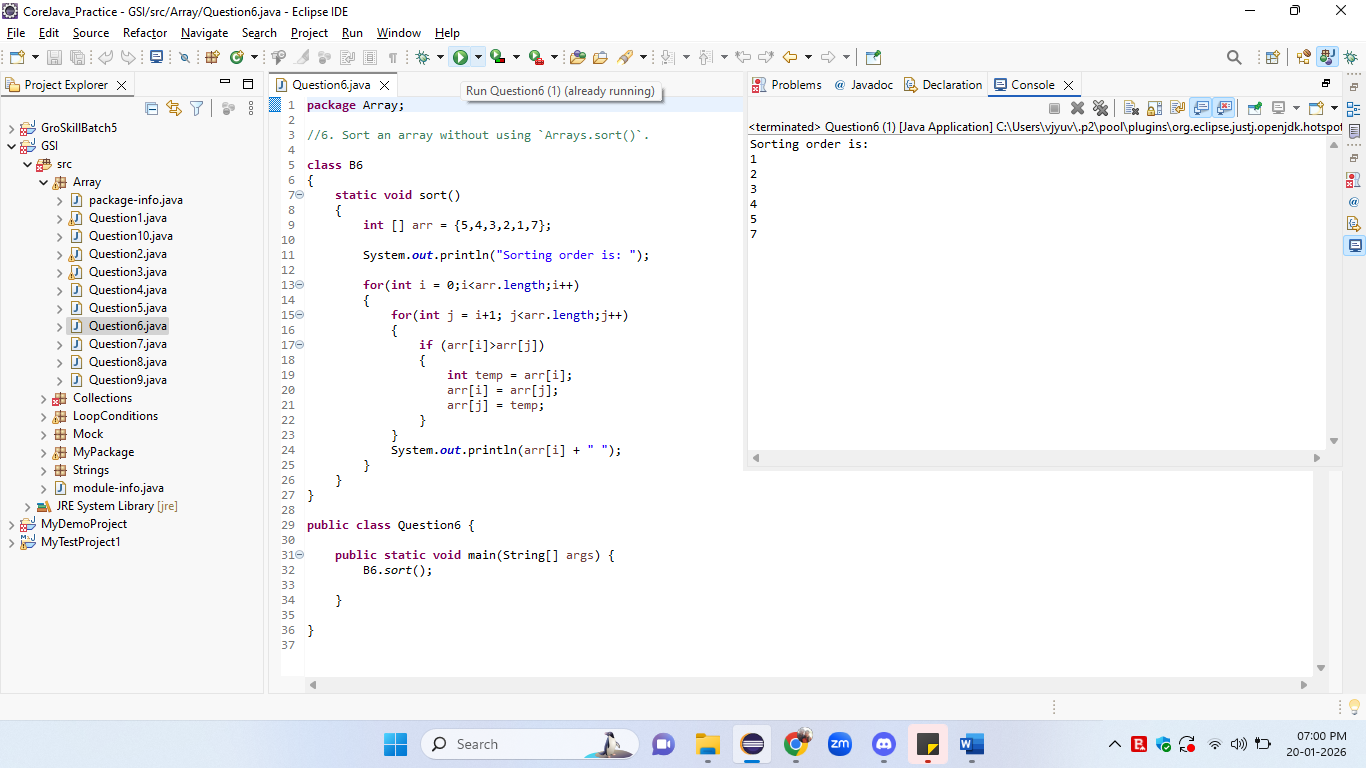 CoreJava_Practice - GSI/src/Array/Question6.java - Eclipse IDE
File Edit Source Refactor Navigate Search Project Run Window Help
Project Explorer
GroSkillBatch5
GSI
src
Array
package-info.java
Question1.java
Question10.java
Question2.java
Question3.java
Question4.java
Question5.java
Question6.java
Question7.java
Question8.java
Question9.java
Collections
LoopConditions
Mock
MyPackage
Strings
module-info.java
JRE System Library [jre]
MyDemoProject
MyTestProject1
Question6.java
Run Question6 (1) (already running)
1 package Array;
2
3 //6. Sort an array without using `Arrays.sort()`.
4
5 class B6
6 {
7 static void sort()
8 {
9 int [] arr = {5,4,3,2,1,7};
10
11 System.out.println("Sorting order is: ");
12
13 for(int i = 0;i<arr.length;i++)
14 {
15 for(int j = i+1; j<arr.length;j++)
16 {
17 if (arr[i]>arr[j])
18 {
19 int temp = arr[i];
20 arr[i] = arr[j];
21 arr[j] = temp;
22 }
23 }
24 System.out.println(arr[i] + " ");
25 }
26 }
27 }
28
29 public class Question6 {
30
31 public static void main(String[] args) {
32 B6.sort();
33
34 }
35
36 }
37
Problems Javadoc Declaration Console
<terminated> Question6 (1) [Java Application] C:\Users\vjyuv\.p2\pool\plugins\org.eclipse.justj.openjdk.hotspot
Sorting order is:
1
2
3
4
5
7
Search
zm
07:00 PM
20-01-2026